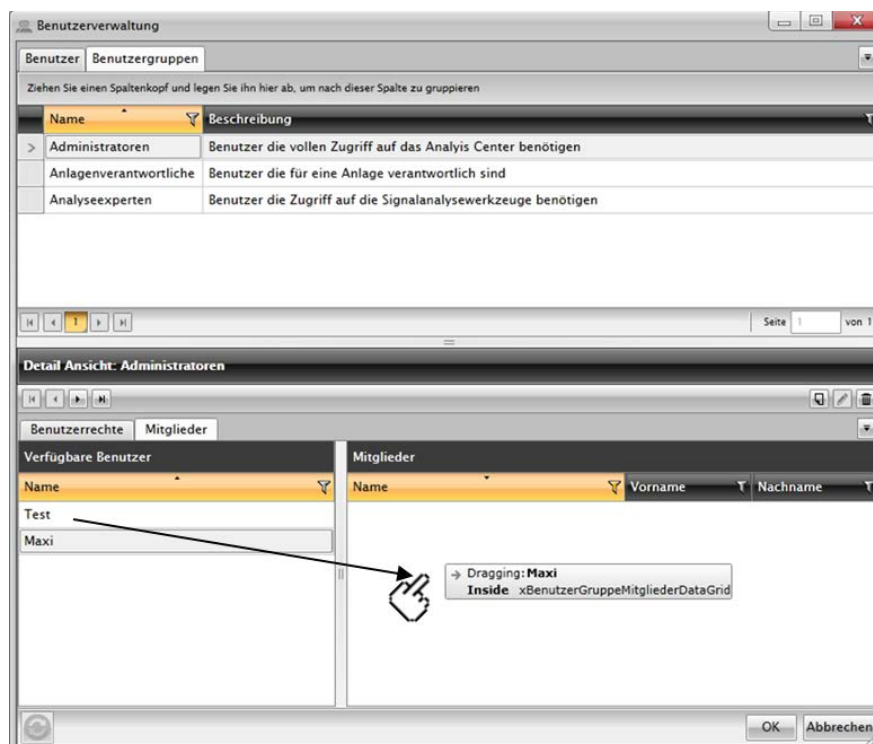 Benutzerverwaltung
Benutzer Benutzergruppen
Ziehen Sie einen Spaltenkopf und legen Sie ihn hier ab, um nach dieser Spalte zu gruppieren
Name Beschreibung
Administratoren Benutzer die vollen Zugriff auf das Analyis Center benötigen
Anlagenverantwortliche Benutzer die für eine Anlage verantwortlich sind
Analyseexperten Benutzer die Zugriff auf die Signalanalysewerkzeuge benötigen
1 Seite 1 von 1
Detail Ansicht: Administratoren
Benutzerrechte Mitglieder
Verfügbare Benutzer Mitglieder
Name Name Vorname Nachname
Test
Maxi
Dragging: Maxi
Inside xBenutzerGruppeMitgliederDataGrid
OK Abbrechen